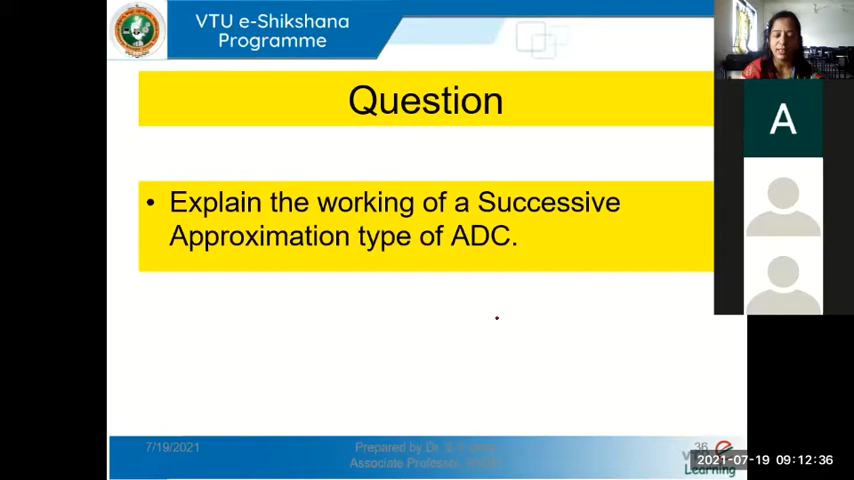 VTU e-Shikshana
Programme
Question
A
• Explain the working of a Successive
Approximation type of ADC.
7/19/2021
Prepared by Dr.
Associate Professor,
36
2021-07-19 09:12:36
Learning